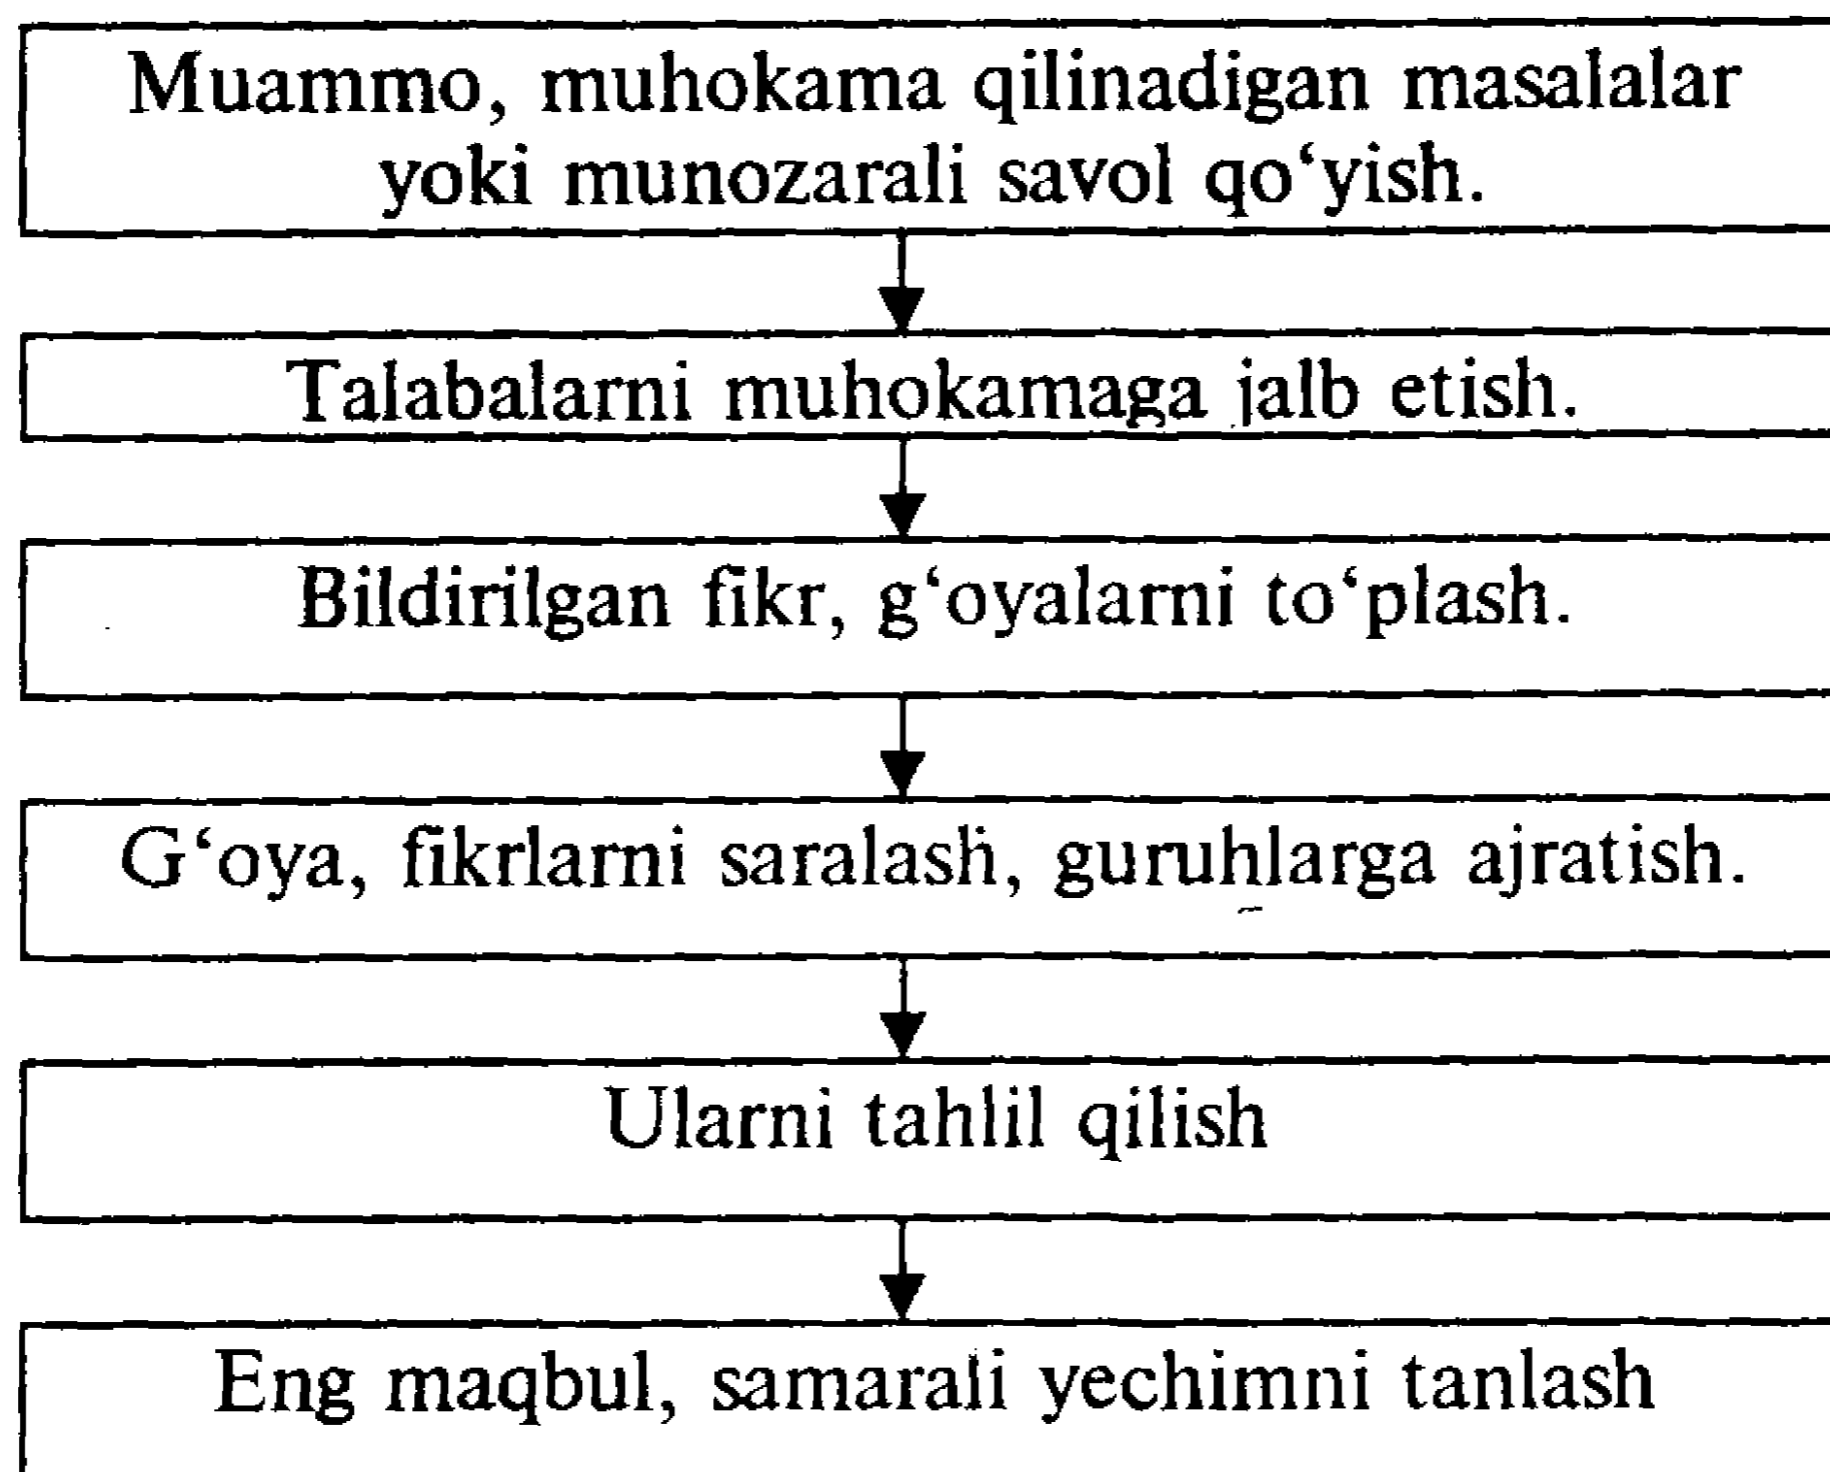 Muammo, muhokama qilinadigan masalalar
yoki munozarali savol qo‘yish.
Talabalarni muhokamaga jalb etish.
Bildirilgan fikr, g‘oyalarni to‘plash.
G‘oya, fikrlarni saralash, guruhlarga ajratish.
Ularni tahlil qilish
Eng maqbul, samarali yechimni tanlash